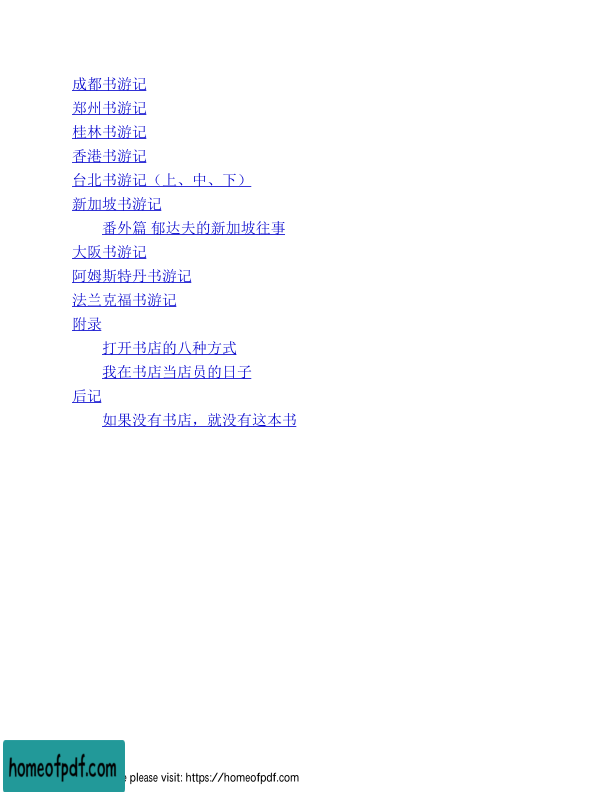 成都书游记
郑州书游记
桂林书游记
香港书游记
台北书游记（上、中、下）
新加坡书游记
番外篇 郁达夫的新加坡往事
大阪书游记
阿姆斯特丹书游记
法兰克福书游记
附录
打开书店的八种方式
我在书店当店员的日子
后记
如果没有书店，就没有这本书
homeofpdf.com
please visit: https://homeofpdf.com